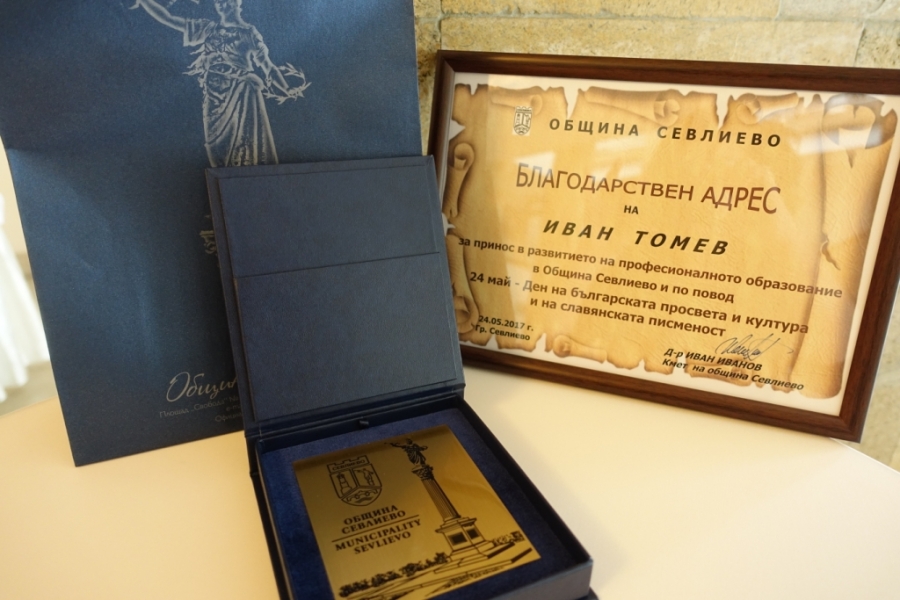 ОБЩИНА СЕВЛИЕВО
БЛАГОДАРСТВЕН АДРЕС
НА
ИВАН ТОМЕВ
за принос в развитието на професионалното образование
в Община Севлиево и по повод
24 май - Ден на българската просвета и култура
и на славянската писменост
24.05.2017 г.
Гр. Севлиево
Д-р ИВАН ИВАНОВ
Кмет на община Севлиево
ОБЩИНА
СЕВЛИЕВО
MUNICIPALITY
SEVLIEVO